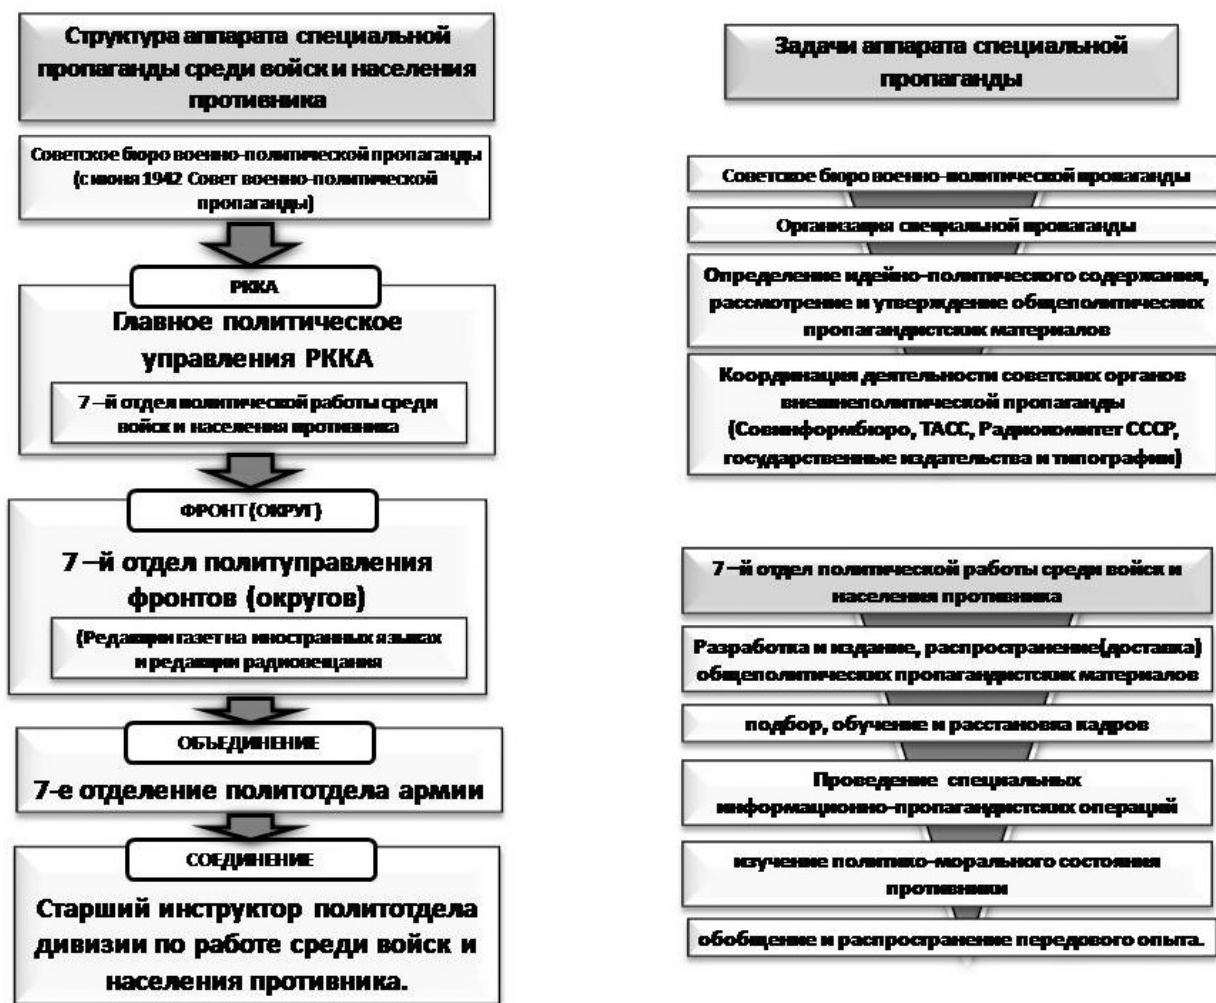 Структура аппарата специальной
пропаганды среди войск и населения
противника
Советское бюро военно-политической пропаганды
(с июня 1942 Совет военно-политической
пропаганды)
РККА
Главное политическое
управления РККА
7 –й отдел политической работы среди
войск и населения противника
ФРОНТ (ОКРУГ)
7 –й отдел политуправления
фронтов (округов)
(Редакции газет на иностранных языках
и редакции радиовещания
ОБЪЕДИНЕНИЕ
7-е отделение политотдела армии
СОЕДИНЕНИЕ
Старший инструктор политотдела
дивизии по работе среди войск и
населения противника.
Задачи аппарата специальной
пропаганды
Советское бюро военно-политической пропаганды
Организация специальной пропаганды
Определение идейно-политического содержания,
рассмотрение и утверждение общеполитических
пропагандистских материалов
Координация деятельности советских органов
внешнеполитической пропаганды
(Совинформбюро, ТАСС, Радиокомитет СССР,
государственные издательства и типографии)
7 –й отдел политической работы среди войск и
населения противника
Разработка и издание, распространение(доставка)
общеполитических пропагандистских материалов
подбор, обучение и расстановка кадров
Проведение специальных
информационно-пропагандистских операций
изучение политико-морального состояния
противники
обобщение и распространение передового опыта.